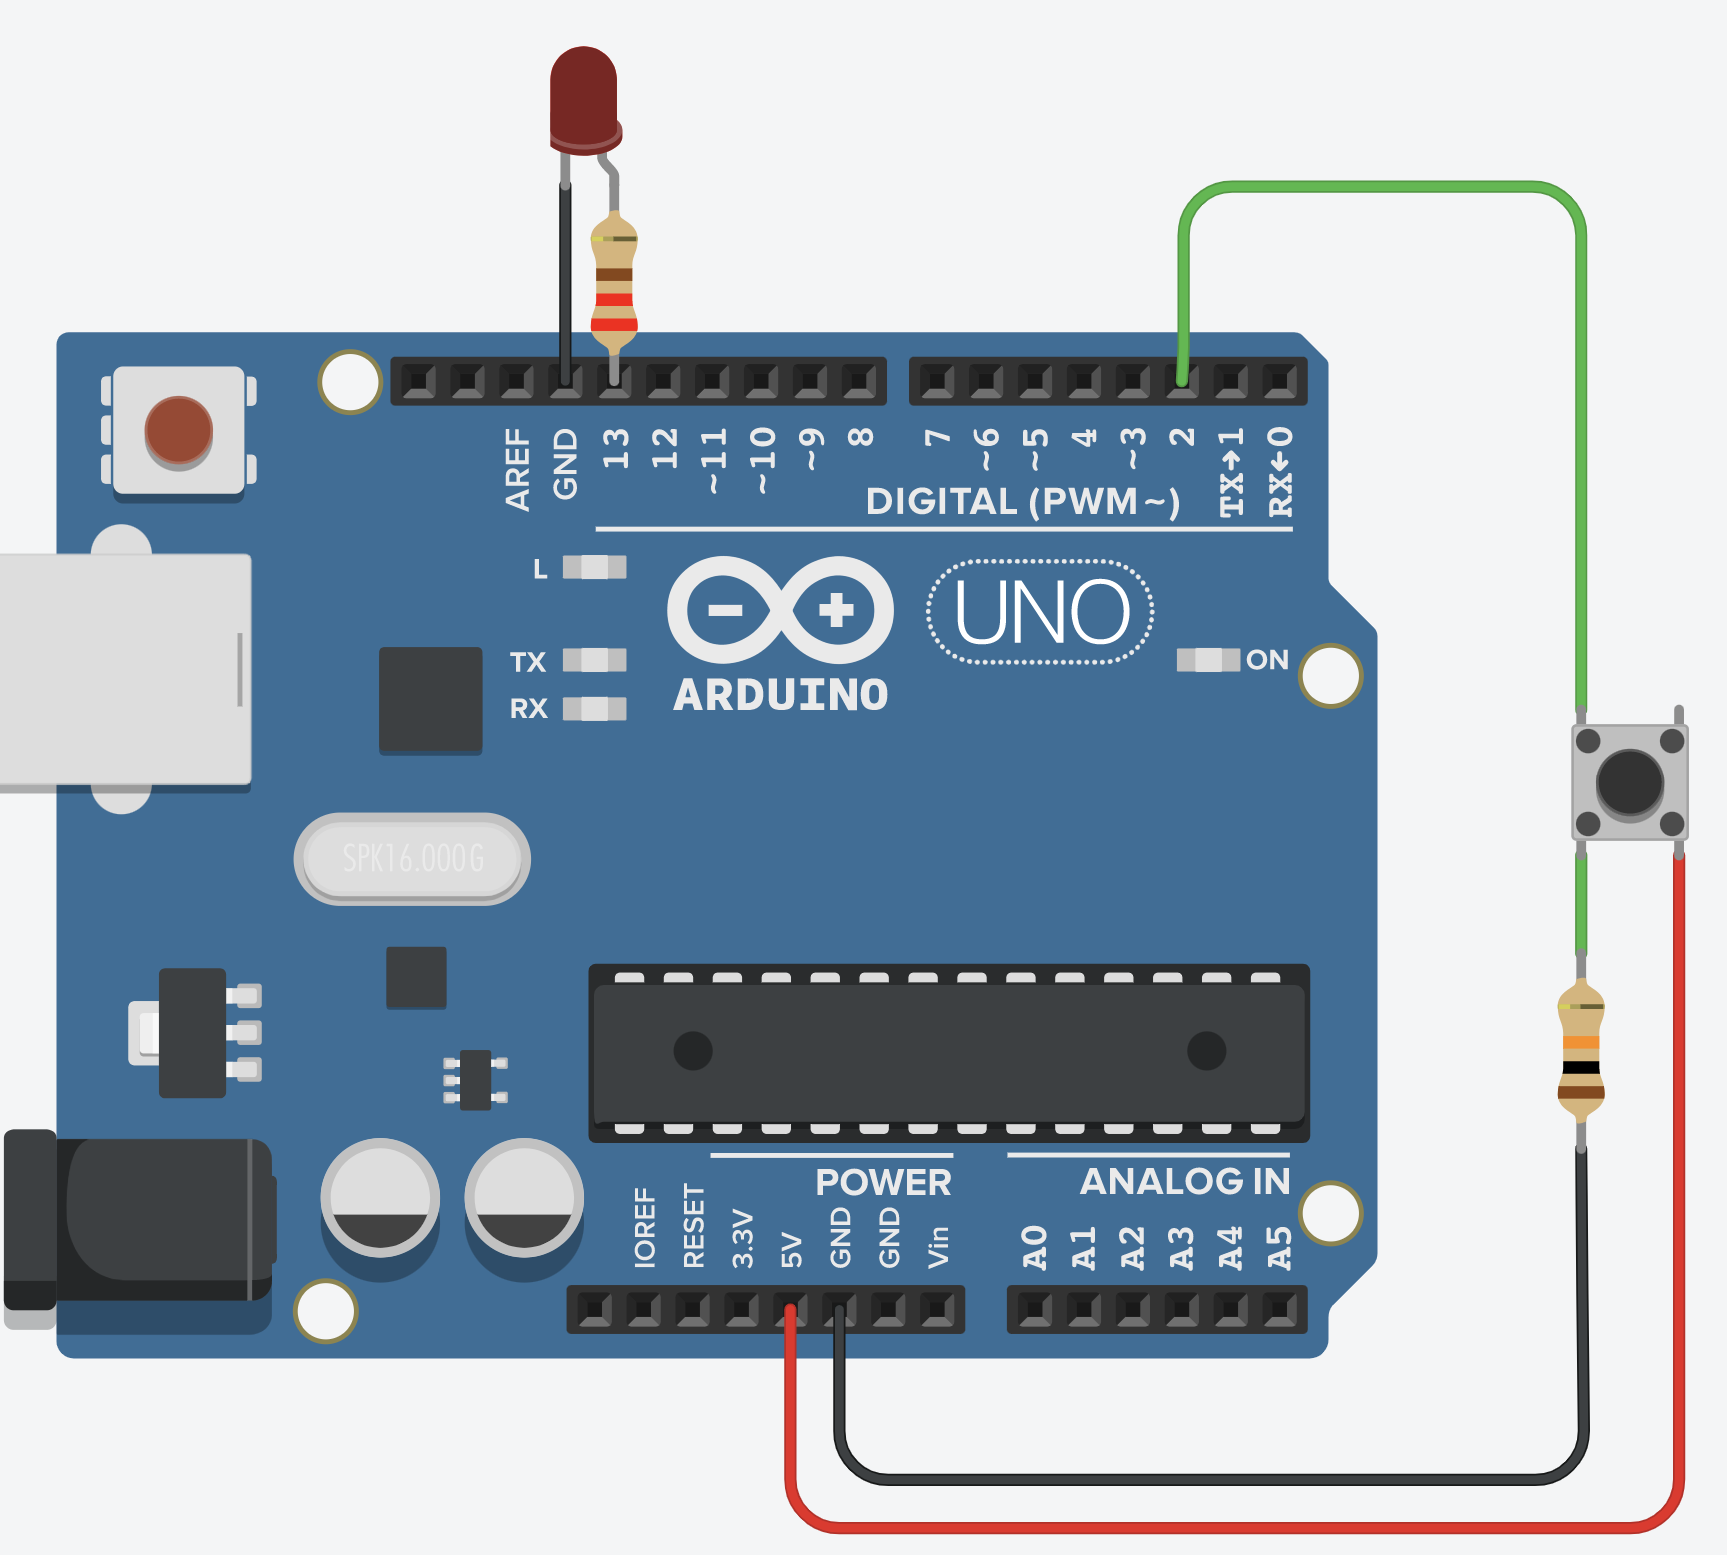 AREF
GND
13
12
~11
~10
~9
8
7
~6
~5
4
~3
2
TX→1
RX←0
DIGITAL (PWM ~)
L
TX
RX
ARDUINO
UNO
ON
SPK16.000G
POWER
ANALOG IN
IOREF
RESET
3.3V
5V
GND
GND
Vin
A0
A1
A2
A3
A4
A5